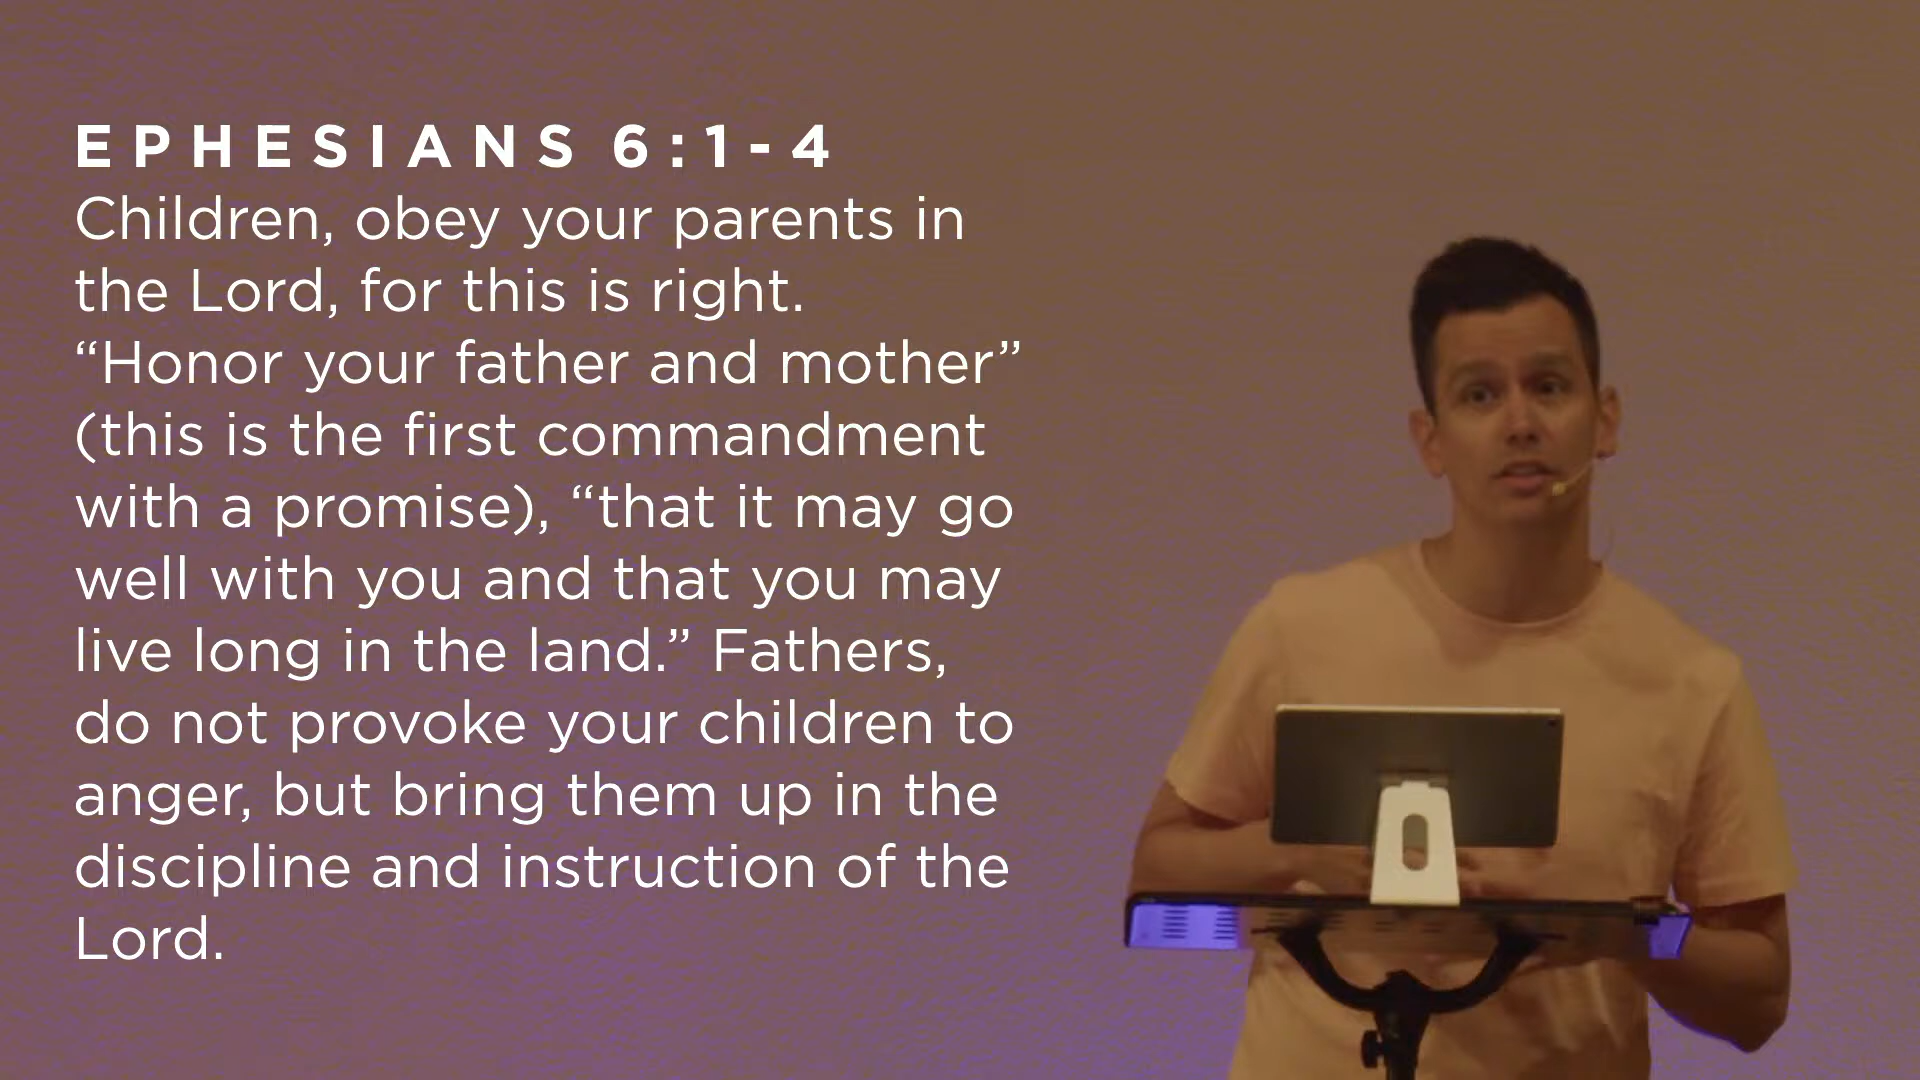 EPHESIANS 6:1-4
Children, obey your parents in
the Lord, for this is right.
“Honor your father and mother”
(this is the first commandment
with a promise), “that it may go
well with you and that you may
live long in the land.” Fathers,
do not provoke your children to
anger, but bring them up in the
discipline and instruction of the
Lord.